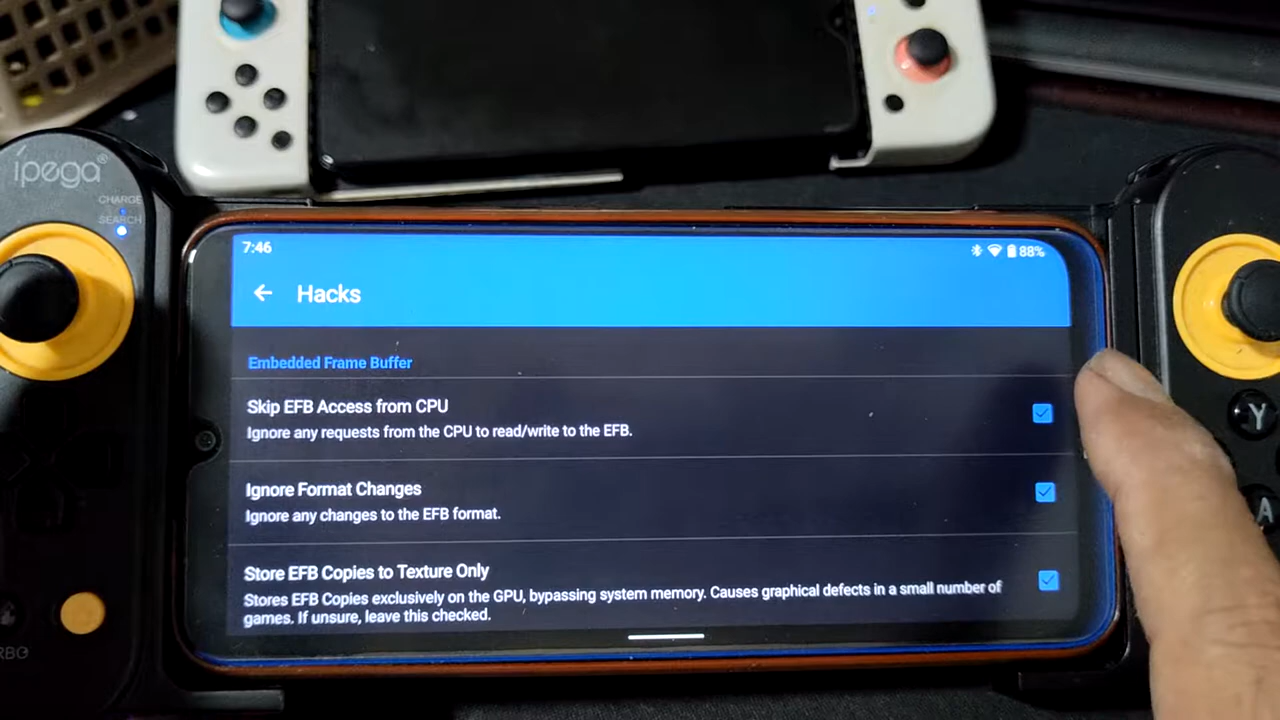 ípega®
CHARGE
SEARCH
7:46
88%
Hacks
Embedded Frame Buffer
Skip EFB Access from CPU
Ignore any requests from the CPU to read/write to the EFB.
Ignore Format Changes
Ignore any changes to the EFB format.
Store EFB Copies to Texture Only
Stores EFB Copies exclusively on the GPU, bypassing system memory. Causes graphical defects in a small number of
games. If unsure, leave this checked.
Y
A
RBO